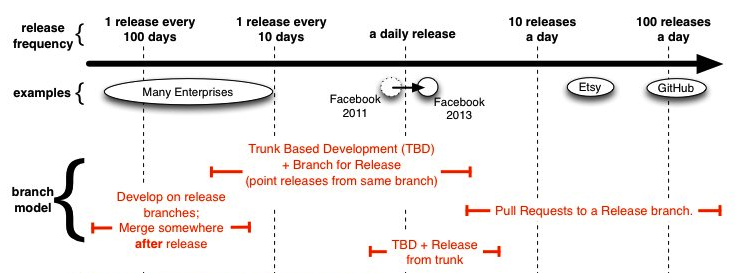 release
frequency
1 release every
100 days
1 release every
10 days
a daily release
10 releases
a day
100 releases
a day
examples
Many Enterprises
Facebook
2011
Facebook
2013
Etsy
GitHub
branch
model
Trunk Based Development (TBD)
+ Branch for Release
(point releases from same branch)
Develop on release
branches;
Merge somewhere
after release
Pull Requests to a Release branch.
TBD + Release
from trunk